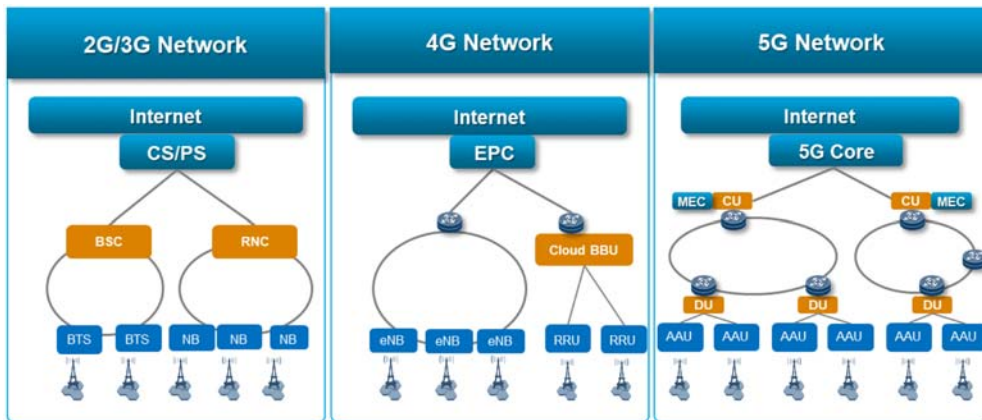 2G/3G Network
Internet
CS/PS
BSC RNC
BTS BTS NB NB NB
4G Network
Internet
EPC
Cloud BBU
eNB eNB eNB RRU RRU
5G Network
Internet
5G Core
MEC CU CU MEC
DU DU DU
AAU AAU AAU AAU AAU AAU